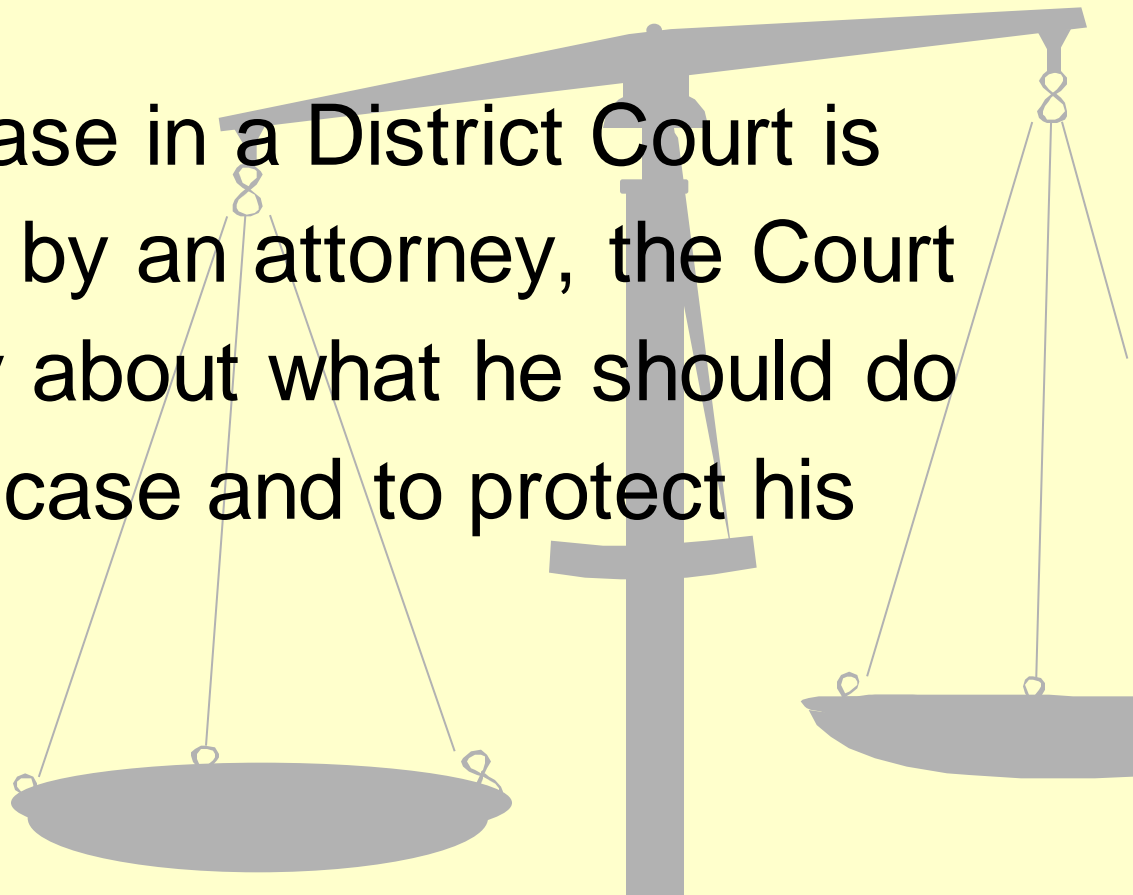 in a District Court is
by an attorney, the Court
about what he should do
case and to protect his